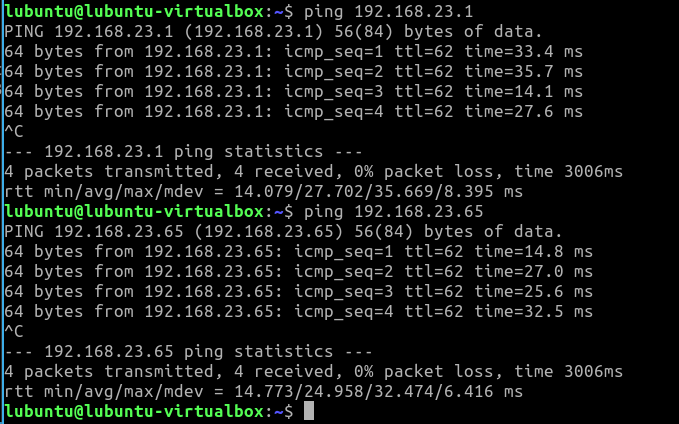 lubuntu@lubuntu-virtualbox:~$ ping 192.168.23.1
PING 192.168.23.1 (192.168.23.1) 56(84) bytes of data.
64 bytes from 192.168.23.1: icmp_seq=1 ttl=62 time=33.4 ms
64 bytes from 192.168.23.1: icmp_seq=2 ttl=62 time=35.7 ms
64 bytes from 192.168.23.1: icmp_seq=3 ttl=62 time=14.1 ms
64 bytes from 192.168.23.1: icmp_seq=4 ttl=62 time=27.6 ms
^C
--- 192.168.23.1 ping statistics ---
4 packets transmitted, 4 received, 0% packet loss, time 3006ms
rtt min/avg/max/mdev = 14.079/27.702/35.669/8.395 ms
lubuntu@lubuntu-virtualbox:~$ ping 192.168.23.65
PING 192.168.23.65 (192.168.23.65) 56(84) bytes of data.
64 bytes from 192.168.23.65: icmp_seq=1 ttl=62 time=14.8 ms
64 bytes from 192.168.23.65: icmp_seq=2 ttl=62 time=27.0 ms
64 bytes from 192.168.23.65: icmp_seq=3 ttl=62 time=25.6 ms
64 bytes from 192.168.23.65: icmp_seq=4 ttl=62 time=32.5 ms
^C
--- 192.168.23.65 ping statistics ---
4 packets transmitted, 4 received, 0% packet loss, time 3006ms
rtt min/avg/max/mdev = 14.773/24.958/32.474/6.416 ms
lubuntu@lubuntu-virtualbox:~$